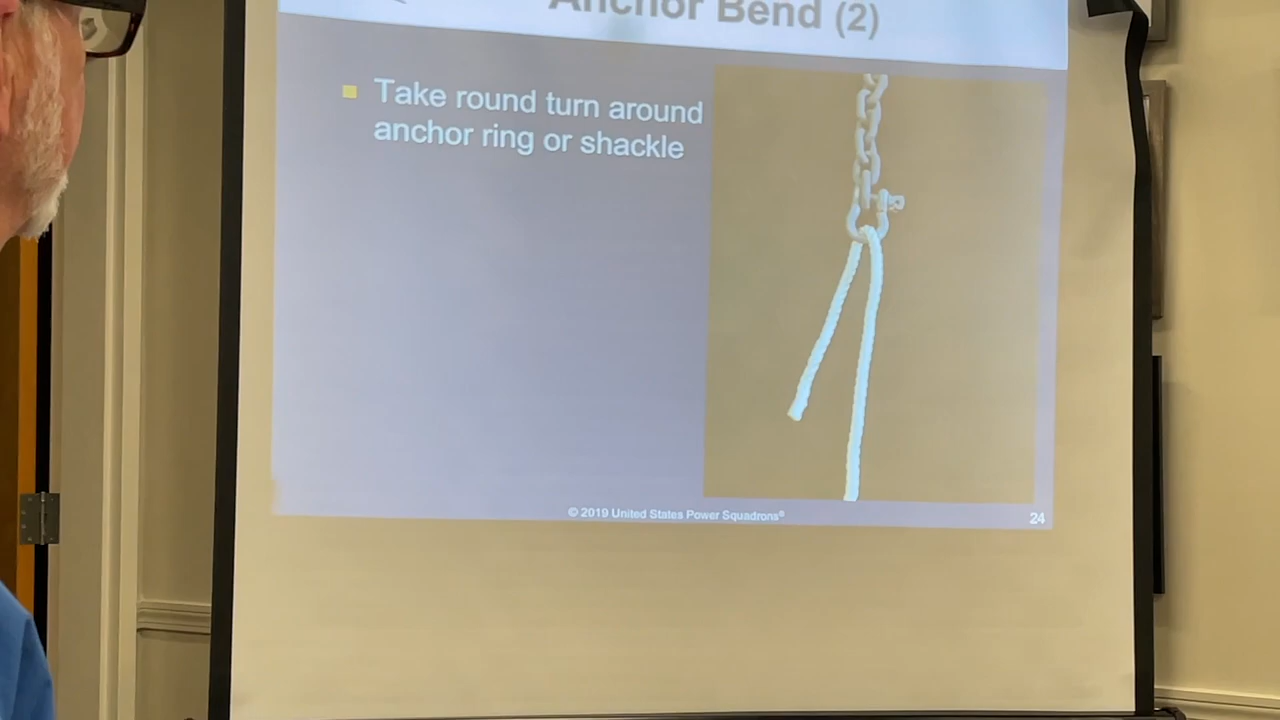 Anchor Bend (2)
Take round turn around
anchor ring or shackle
© 2019 United States Power Squadrons®
24